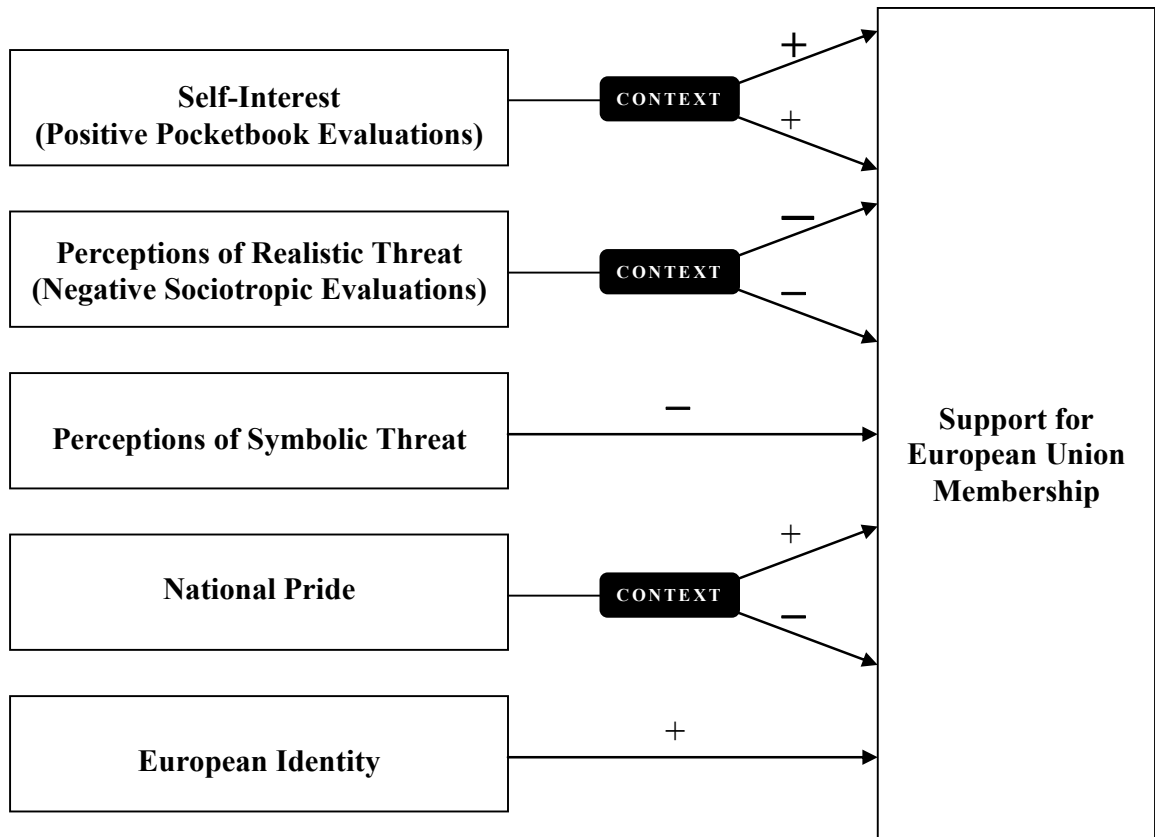 +
Self-Interest
(Positive Pocketbook Evaluations)
CONTEXT
+
−
Perceptions of Realistic Threat
(Negative Sociotropic Evaluations)
CONTEXT
−
−
Perceptions of Symbolic Threat
Support for
European Union
Membership
+
National Pride
CONTEXT
−
+
European Identity